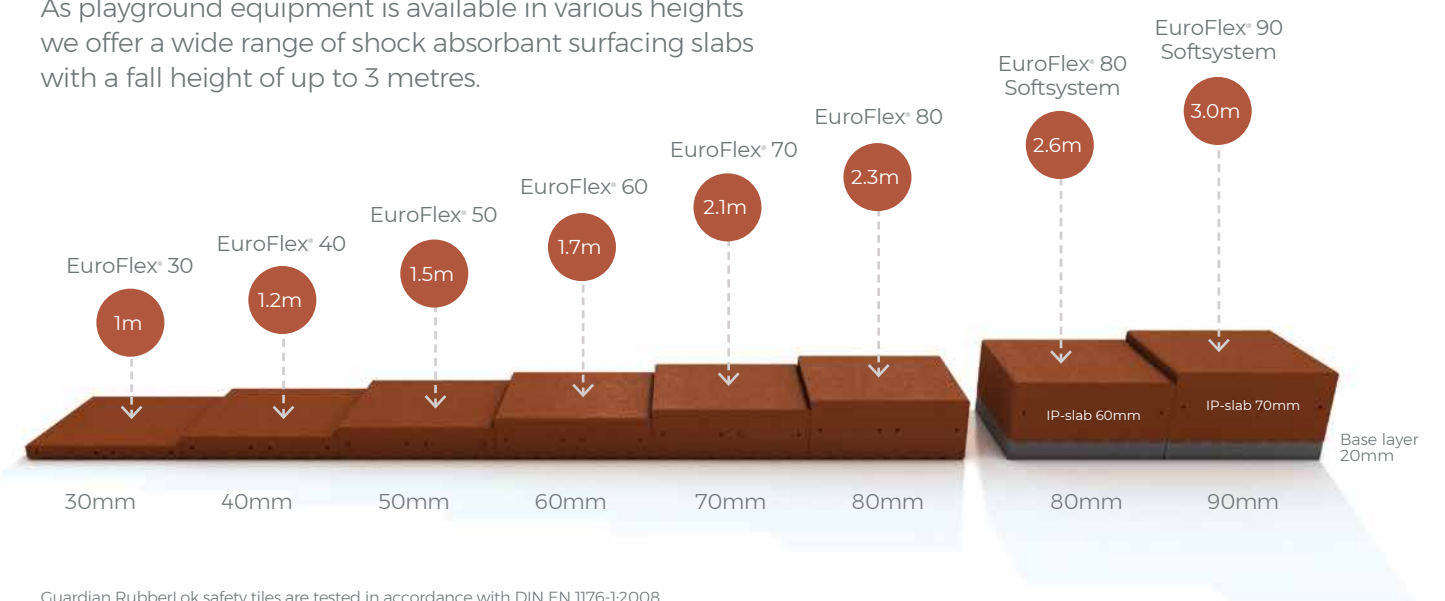 As playground equipment is available in various heights
we offer a wide range of shock absorbant surfacing slabs
with a fall height of up to 3 metres.
EuroFlex® 30
1m
EuroFlex® 40
1.2m
EuroFlex® 50
1.5m
EuroFlex® 60
1.7m
EuroFlex® 70
2.1m
EuroFlex® 80
2.3m
EuroFlex® 80
Softsystem
2.6m
EuroFlex® 90
Softsystem
3.0m
IP-slab 60mm
IP-slab 70mm
Base layer
20mm
30mm
40mm
50mm
60mm
70mm
80mm
80mm
90mm
Guardian RubberLok safety tiles are tested in accordance with DIN EN 1176-1:2008